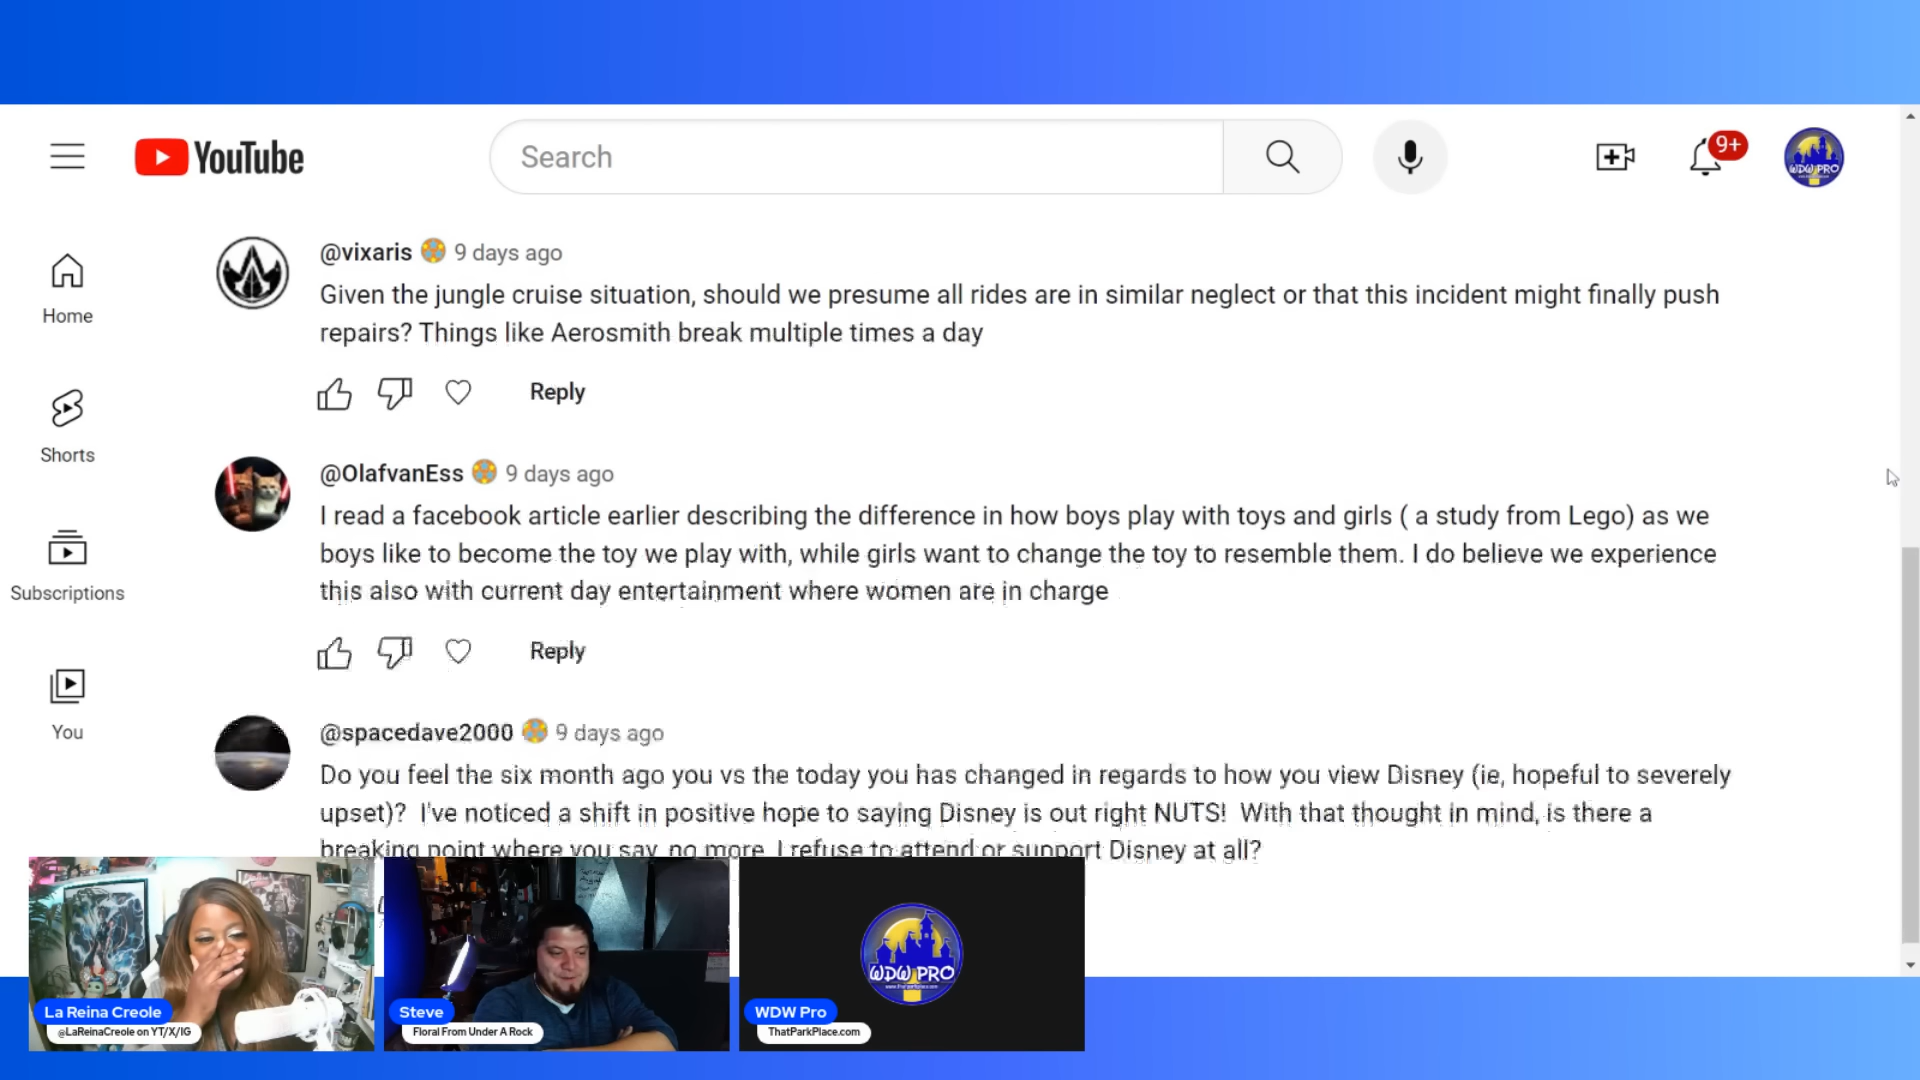 YouTube
Search
9+
WDW PRO
Home
Shorts
Subscriptions
You
@vixaris 9 days ago
Given the jungle cruise situation, should we presume all rides are in similar neglect or that this incident might finally push
repairs? Things like Aerosmith break multiple times a day
Reply
@OlafvanEss 9 days ago
I read a facebook article earlier describing the difference in how boys play with toys and girls ( a study from Lego) as we
boys like to become the toy we play with, while girls want to change the toy to resemble them. I do believe we experience
this also with current day entertainment where women are in charge
Reply
@spacedave2000 9 days ago
Do you feel the six month ago you vs the today you has changed in regards to how you view Disney (ie, hopeful to severely
upset)? I've noticed a shift in positive hope to saying Disney is out right NUTS! With that thought in mind, is there a
breaking point where you say, no more, I refuse to attend or support Disney at all?
La Reina Creole
@LaReinaCreole on YT/X/IG
Steve
Floral From Under A Rock
WDW PRO
WDW Pro
ThatParkPlace.com